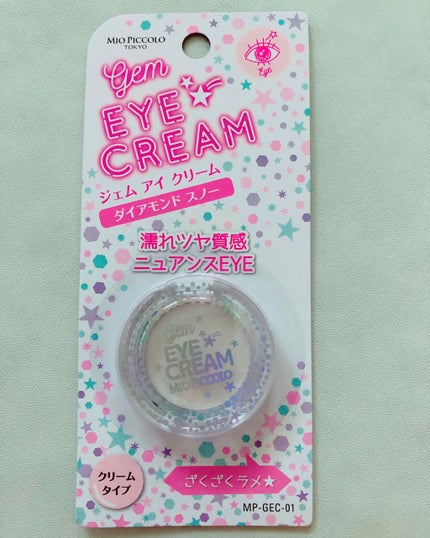 MIO PICCOLO
TOKYO
Eye
Gem
EYE
CREAM
ジェム アイ クリーム
ダイアモンド スノー
濡れツヤ質感
ニュアンスEYE
Gem
EYE
CREAM
MIO PICCOLO
クリーム
タイプ
ざくざくラメ★
MP-GEC-01